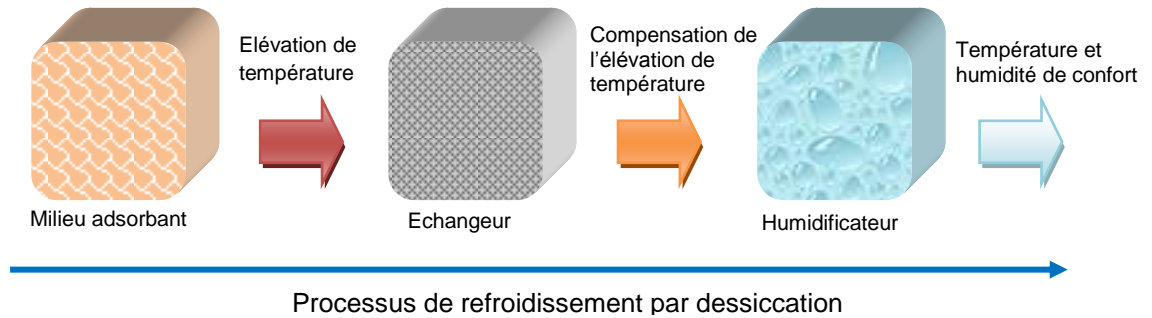 Elévation de
température
Compensation de
l'élévation de
température
Température et
humidité de confort
Milieu adsorbant
Echangeur
Humidificateur
Processus de refroidissement par dessiccation